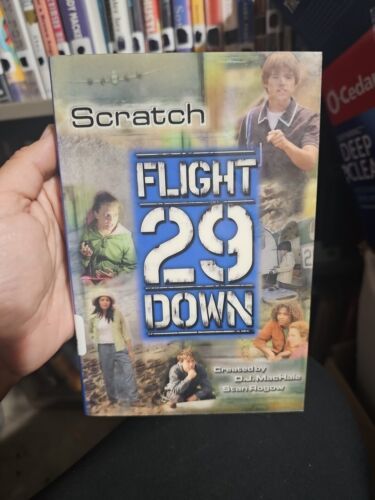 Scratch
FLIGHT
29
DOWN
Created by
D.J. MacHale
Stan Rogow
Cedar
DEEP